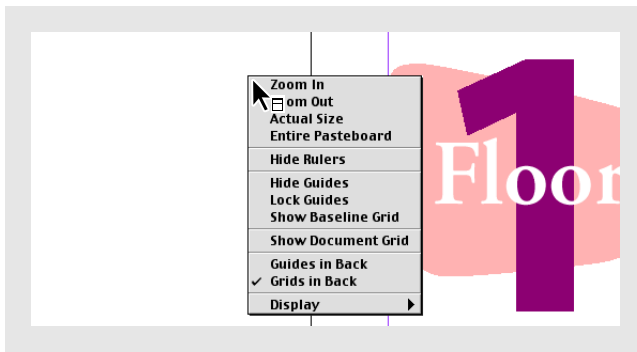 Zoom In
om Out
Actual Size
Entire Pasteboard
Hide Rulers
Hide Guides
Lock Guides
Show Baseline Grid
Show Document Grid
Guides in Back
✓ Grids in Back
Display
1
Floor